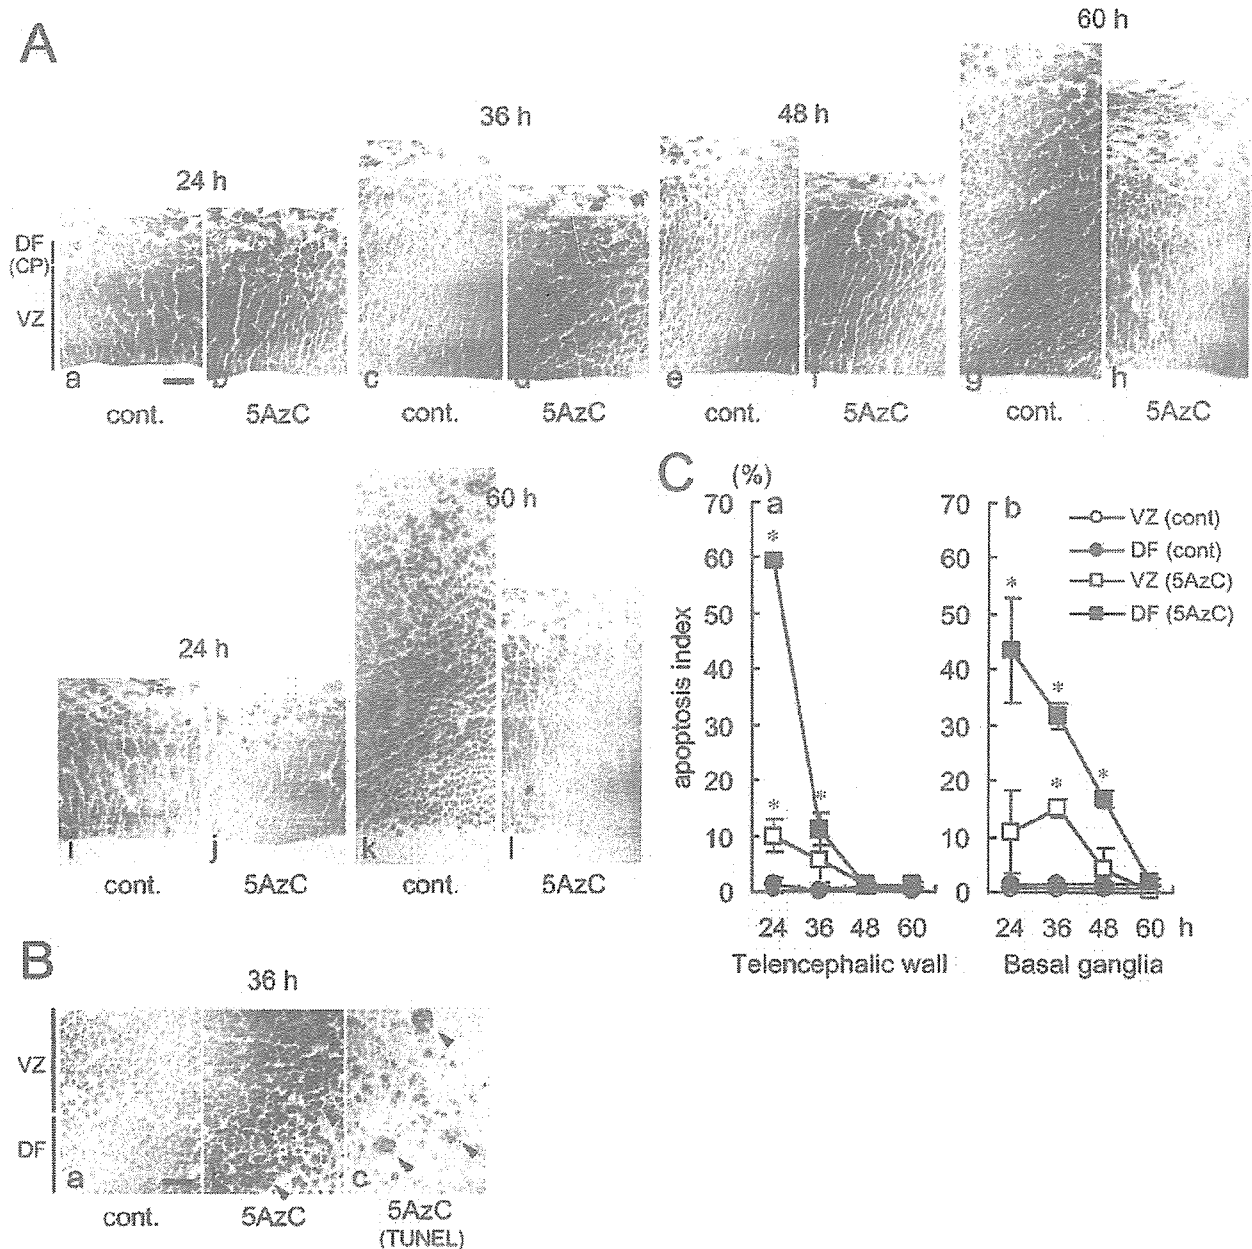 A
60 h
36 h
48 h
24 h
DF
(CP)
VZ
a
c
e
g
h
cont.
5AzC
cont.
5AzC
cont.
5AzC
cont.
5AzC
60 h
24 h
i
j
k
l
cont.
5AzC
cont.
5AzC
C
(%)
a
b
70
60
50
40
30
20
10
0
apoptosis index
70
60
50
40
30
20
10
0
VZ (cont)
DF (cont)
VZ (5AzC)
DF (5AzC)
* * *
* * * *
24 36 48 60
24 36 48 60 h
Telencephalic wall
Basal ganglia
B
36 h
VZ
DF
a
c
cont.
5AzC
5AzC
(TUNEL)